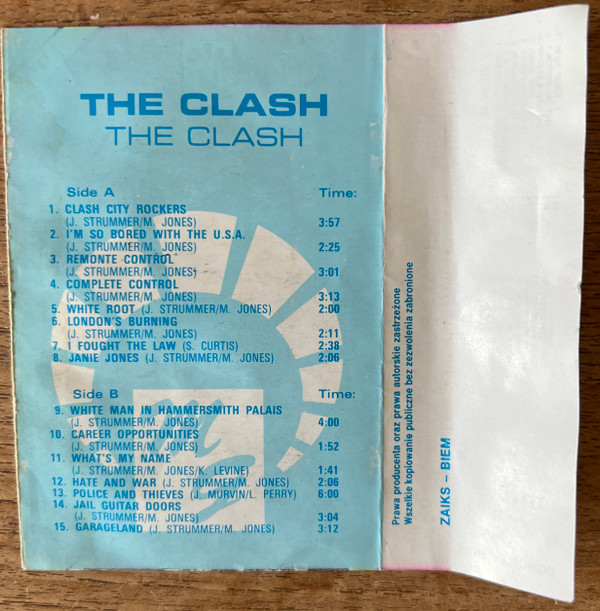 THE CLASH
THE CLASH
Side A Time:
1. CLASH CITY ROCKERS
(J. STRUMMER/M. JONES) 3:57
2. I'M SO BORED WITH THE U.S.A.
(J. STRUMMER/M. JONES) 2:25
3. REMONTE CONTROL
(J. STRUMMER/M. JONES) 3:01
4. COMPLETE CONTROL
(J. STRUMMER/M. JONES) 3:13
5. WHITE ROOT (J. STRUMMER/M. JONES) 2:00
6. LONDON'S BURNING
(J. STRUMMER/M. JONES) 2:11
7. I FOUGHT THE LAW (S. CURTIS) 2:38
8. JANIE JONES (J. STRUMMER/M. JONES) 2:06
Side B Time:
9. WHITE MAN IN HAMMERSMITH PALAIS
(J. STRUMMER/M. JONES) 4:00
10. CAREER OPPORTUNITIES
(J. STRUMMER/M. JONES) 1:52
11. WHAT'S MY NAME
(J. STRUMMER/M. JONES/K. LEVINE) 1:41
12. HATE AND WAR (J. STRUMMER/M. JONES) 2:06
13. POLICE AND THIEVES (J. MURVIN/L. PERRY) 6:00
14. JAIL GUITAR DOORS
(J. STRUMMER/M. JONES) 3:04
15. GARAGELAND (J. STRUMMER/M. JONES) 3:12
Prawa producenta oraz prawa autorskie zastrzeżone
Wszelkie kopiowanie publiczne bez zezwolenia zabronione
ZAIKS – BIEM